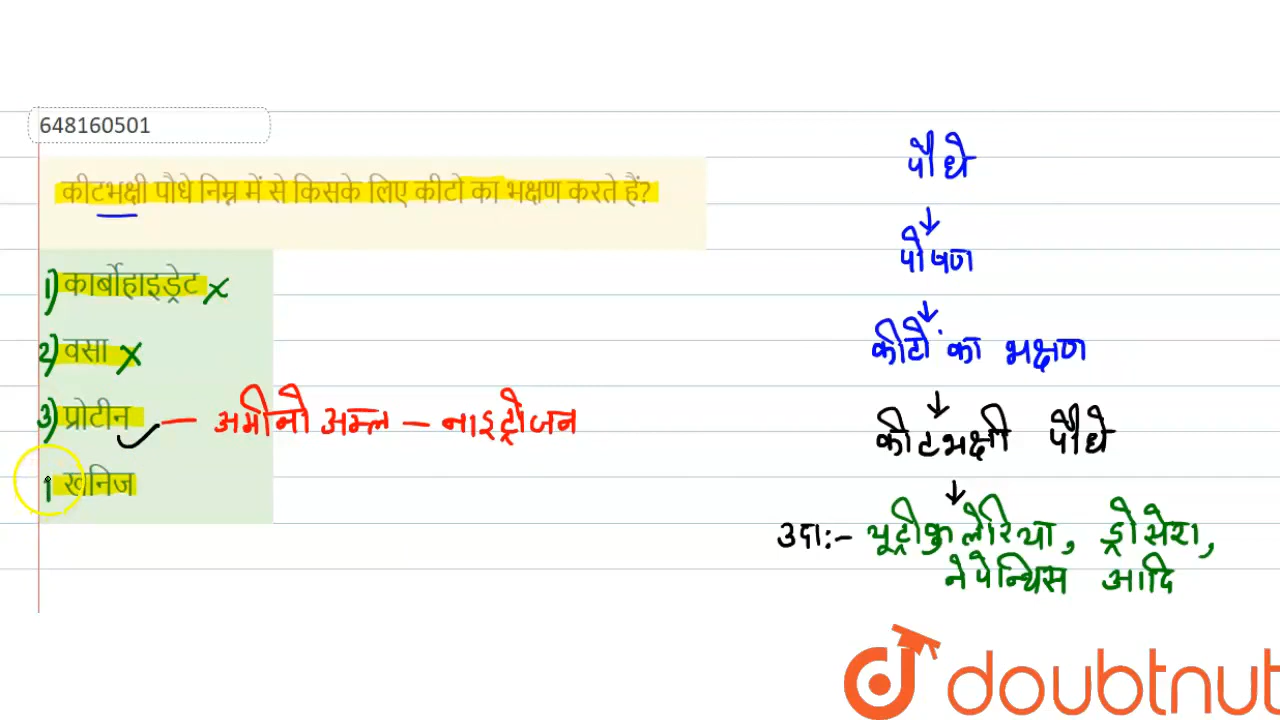 648160501
कीटभक्षी पौधे निम्न में से किसके लिए कीटो का भक्षण करते हैं?
1) कार्बोहाइड्रेट x
2) वसा x
3) प्रोटीन ✓ – अमीनो अम्ल – नाइट्रोजन
1 खनिज
पौधे
↓
पोषण
↓
कीटों का भक्षण
↓
कीटभक्षी पौधे
↓
उदा:- यूट्रीकुलेरिया, ड्रोसेरा,
नेपेन्थिस आदि
doubtnut